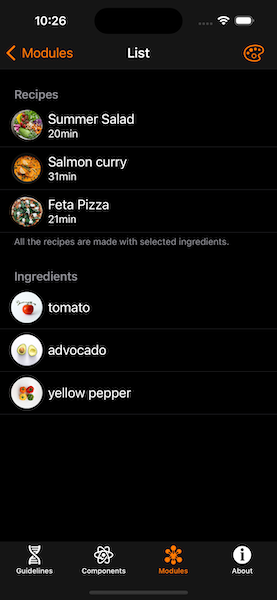 10:26
Modules
List
Recipes
Summer Salad
20min
Salmon curry
31min
Feta Pizza
21min
All the recipes are made with selected ingredients.
Ingredients
tomato
advocado
yellow pepper
Guidelines
Components
Modules
About